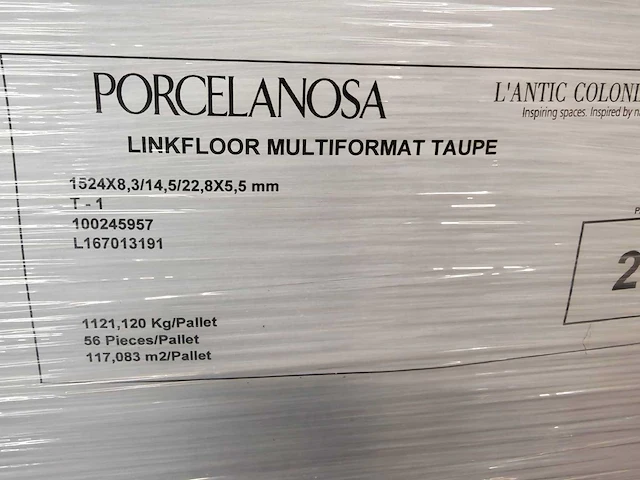 PORCELANOSA
L'ANTIC COLONI
Inspiring spaces. Inspired by n
LINKFLOOR MULTIFORMAT TAUPE
1524X8,3/14,5/22,8X5,5 mm
T - 1
100245957
L167013191
P
2
1121,120 Kg/Pallet
56 Pieces/Pallet
117,083 m2/Pallet